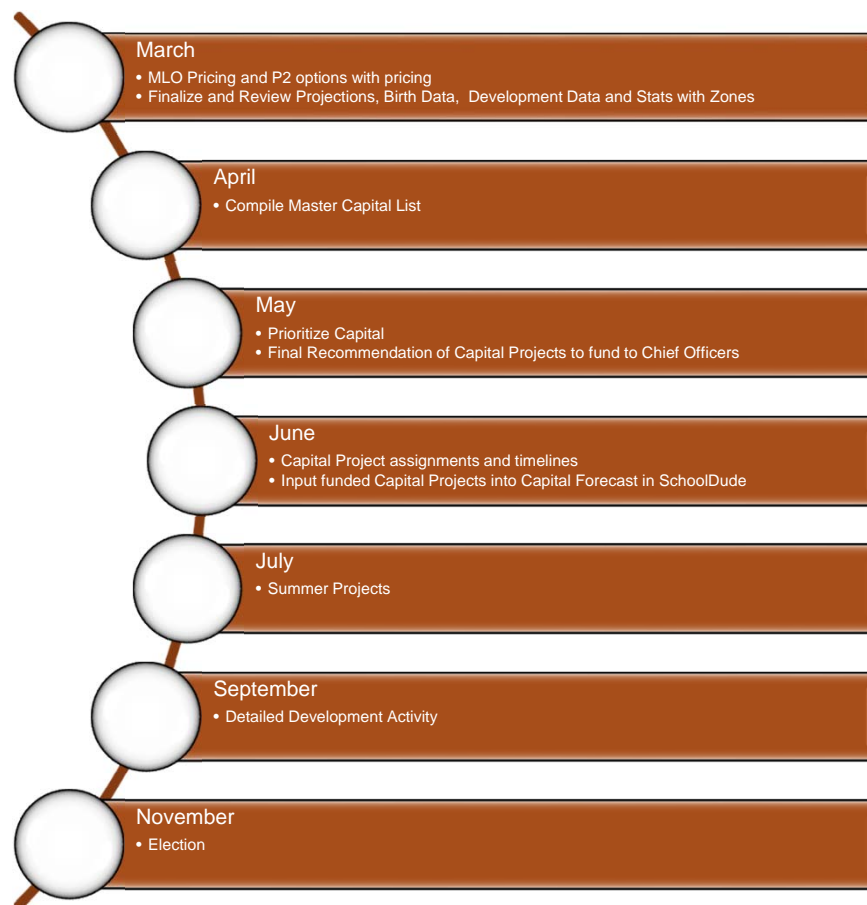 March
• MLO Pricing and P2 options with pricing
• Finalize and Review Projections, Birth Data,  Development Data and Stats with Zones
April
• Compile Master Capital List
May
• Prioritize Capital
• Final Recommendation of Capital Projects to fund to Chief Officers
June
• Capital Project assignments and timelines
• Input funded Capital Projects into Capital Forecast in SchoolDude
July
• Summer Projects
September
• Detailed Development Activity
November
• Election